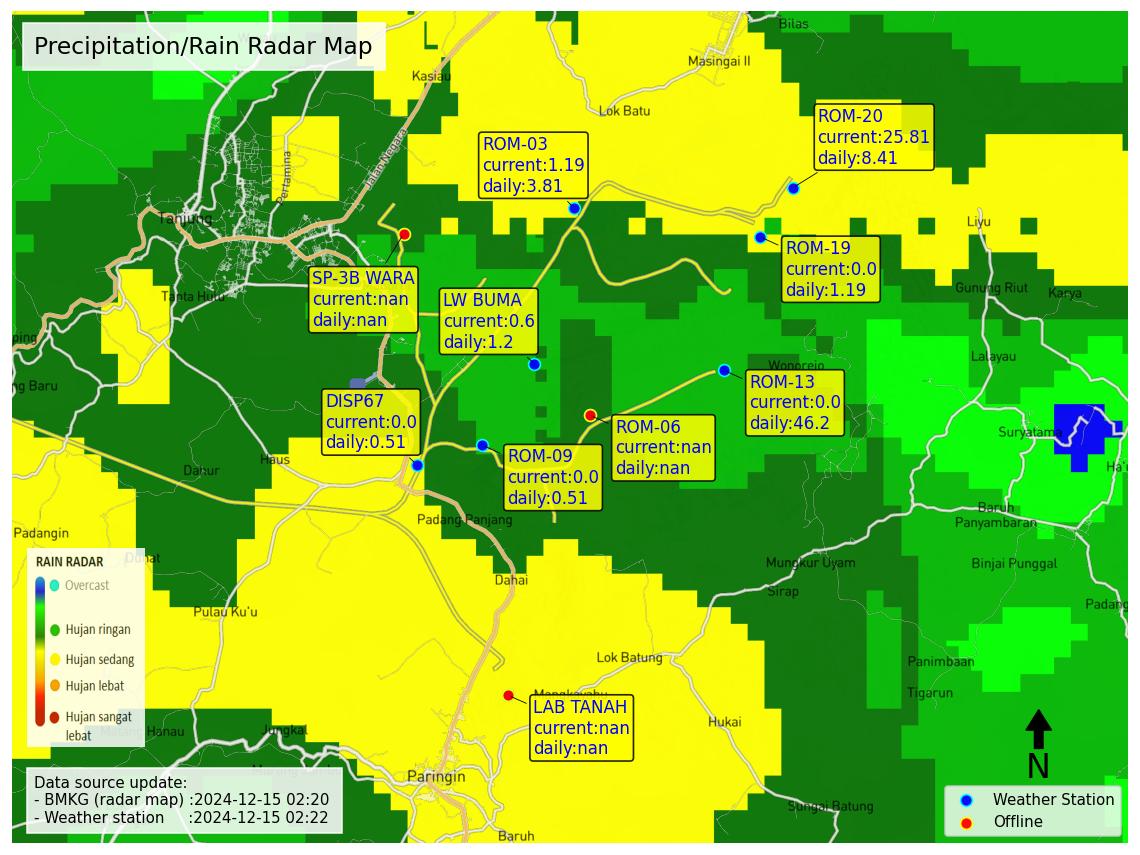 Precipitation/Rain Radar Map
Bilas
Masingai II
Kasiau
Lok Batu
ROM-20
current:25.81
daily:8.41
ROM-03
current:1.19
daily:3.81
Jalan Negara
Pertamina
Tanjung
Liyu
ROM-19
current:0.0
daily:1.19
SP-3B WARA
current:nan
daily:nan
Tanta Hulu
LW BUMA
current:0.6
daily:1.2
Gunung Riut
Karya
ping
Lalayau
Wonorejo
ng Baru
ROM-13
current:0.0
daily:46.2
DISP67
current:0.0
daily:0.51
ROM-06
current:nan
daily:nan
Suryatama
Haus
Dahur
ROM-09
current:0.0
daily:0.51
Padang Panjang
Baruh
Panyambaran
Padangin
Mungkur Uyam
Binjai Punggal
Dahai
Sirap
Padang
Pulau Ku'u
RAIN RADAR
Overcast
Hujan ringan
Hujan sedang
Hujan lebat
Hujan sangat
lebat
Lok Batung
Panimbaan
Tigarun
Mangkayahu
LAB TANAH
current:nan
daily:nan
Hukai
Jungkal
Paringin
N
Data source update:
- BMKG (radar map) :2024-12-15 02:20
- Weather station :2024-12-15 02:22
Weather Station
Offline
Sungai Batung
Baruh